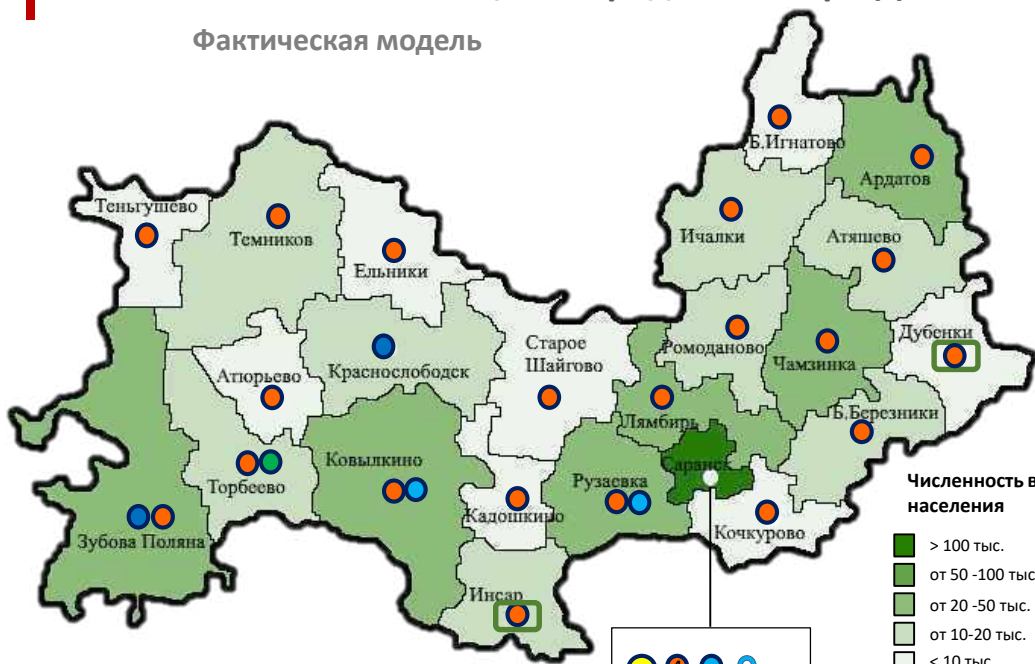 Фактическая модель
Б.Игнатово
Ардатов
Теньгушево
Темников
Ичалки
Атяшево
Ельники
Дубенки
Старое
Шайгово
Ромоданово
Чамзинка
Атюрьево
Краснослободск
Лямбирь
Б.Березники
Торбеево
Ковылкино
Рузаевка
Саранск
Зубова Поляна
Кадошкино
Кочкурово
Инсар
Численность в
населения
> 100 тыс.
от 50 -100 тыс
от 20 -50 тыс.
от 10-20 тыс.
< 10 тыс